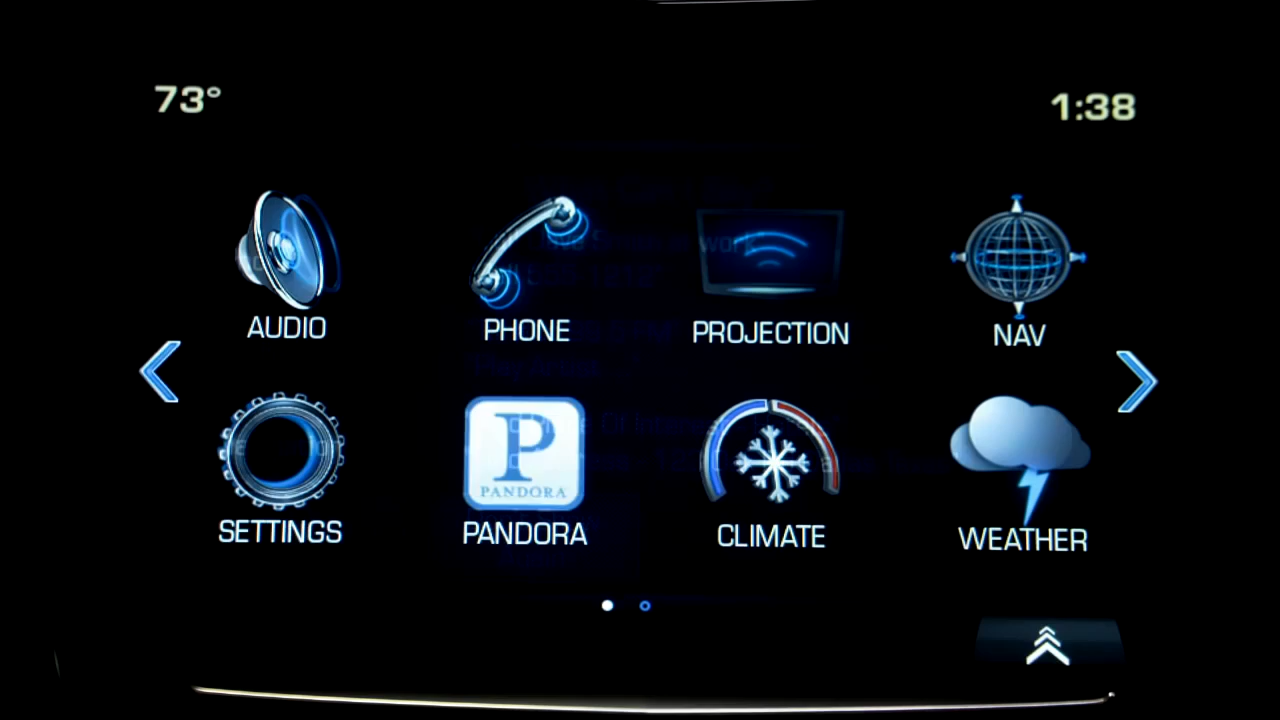 73°
1:38
AUDIO
PHONE
PROJECTION
NAV
P
PANDORA
SETTINGS
PANDORA
CLIMATE
WEATHER